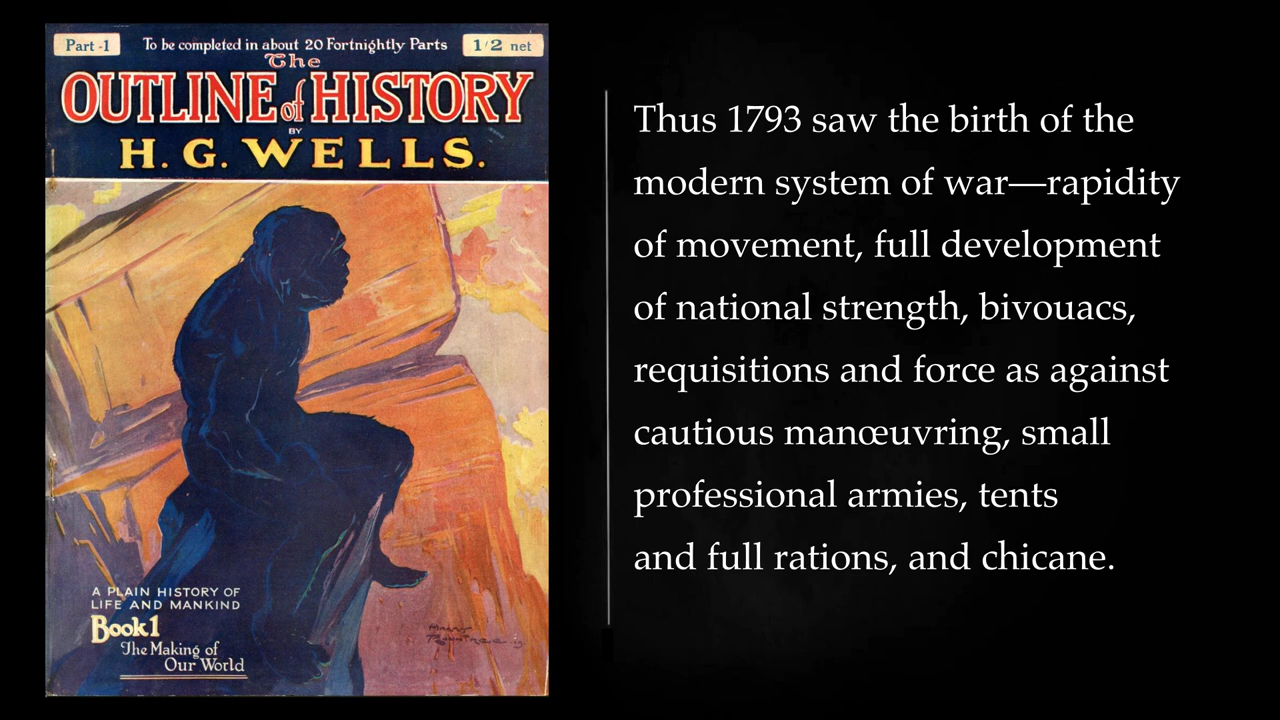 Part -1
To be completed in about 20 Fortnightly Parts
1/2 net
The
OUTLINE of HISTORY
BY
H. G. WELLS.
A PLAIN HISTORY OF
LIFE AND MANKIND
Book 1
The Making of
Our World
Thus 1793 saw the birth of the
modern system of war—rapidity
of movement, full development
of national strength, bivouacs,
requisitions and force as against
cautious manœuvring, small
professional armies, tents
and full rations, and chicane.